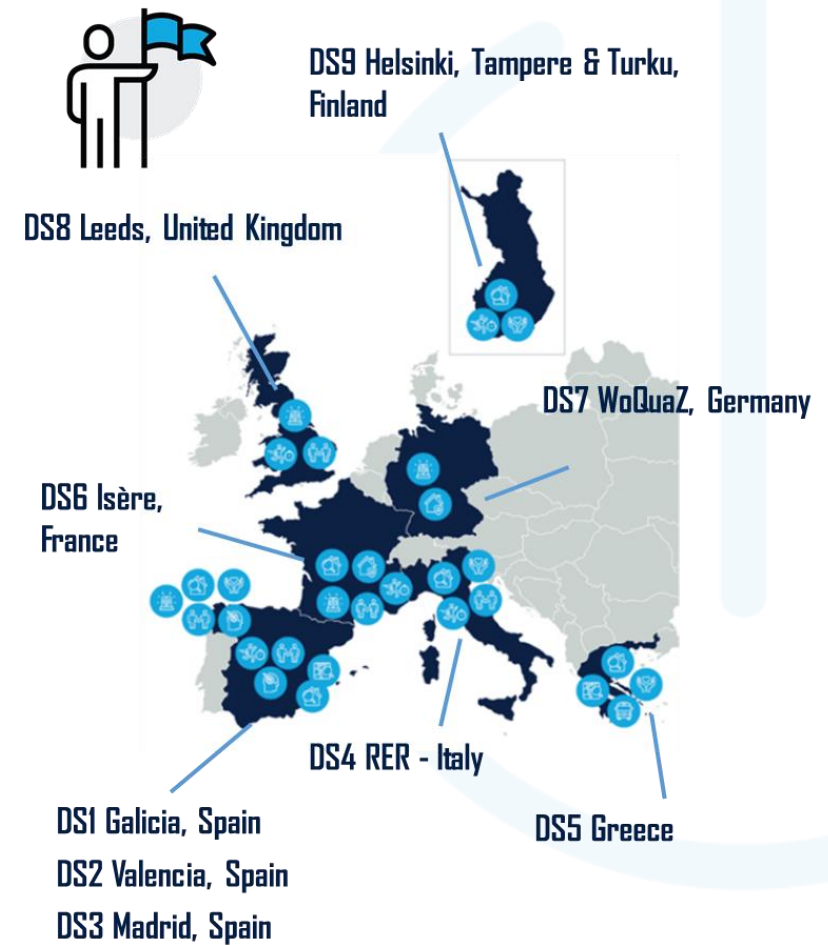 DS9 Helsinki, Tampere & Turku,
Finland
DS8 Leeds, United Kingdom
DS7 WoQuaZ, Germany
DS6 Isère,
France
DS4 RER - Italy
DS5 Greece
DS1 Galicia, Spain
DS2 Valencia, Spain
DS3 Madrid, Spain